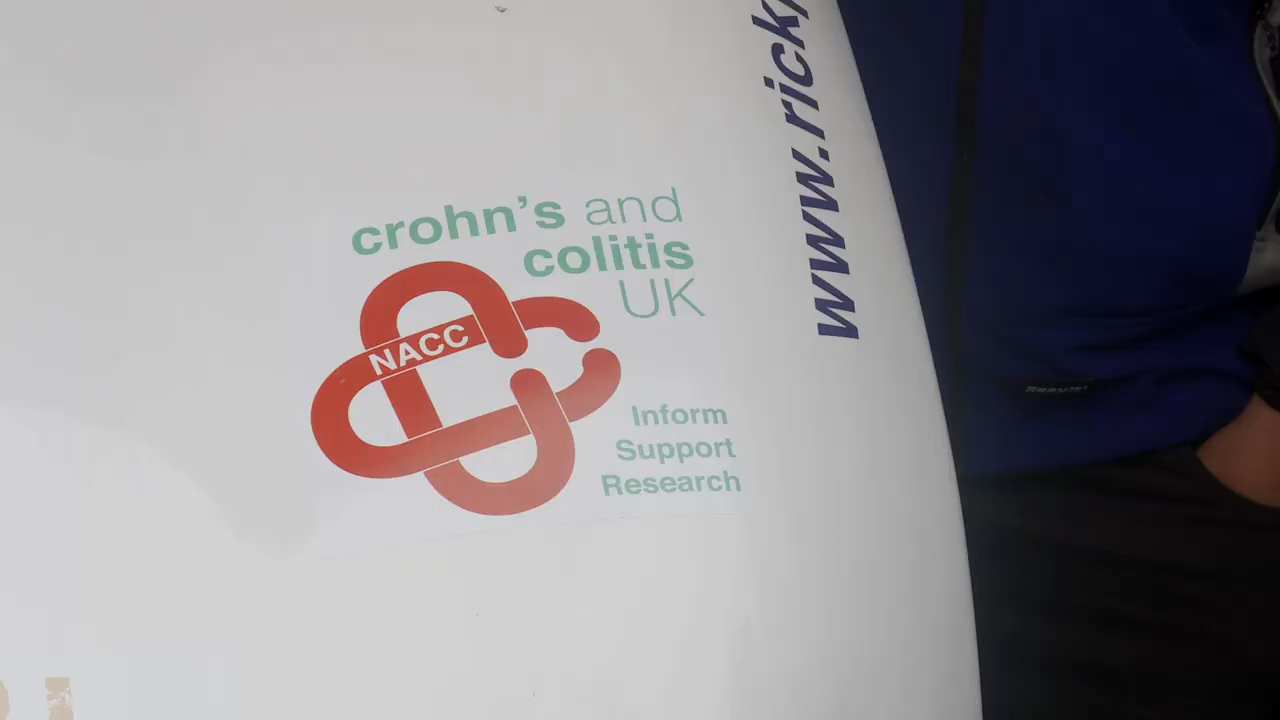 crohn's and
colitis
UK
NACC
Inform
Support
Research
www.rick